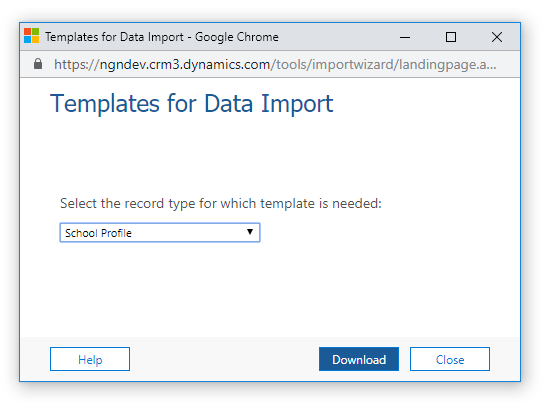 Templates for Data Import - Google Chrome
https://ngndev.crm3.dynamics.com/tools/importwizard/landingpage.a...
Templates for Data Import
Select the record type for which template is needed:
School Profile
Help Download Close